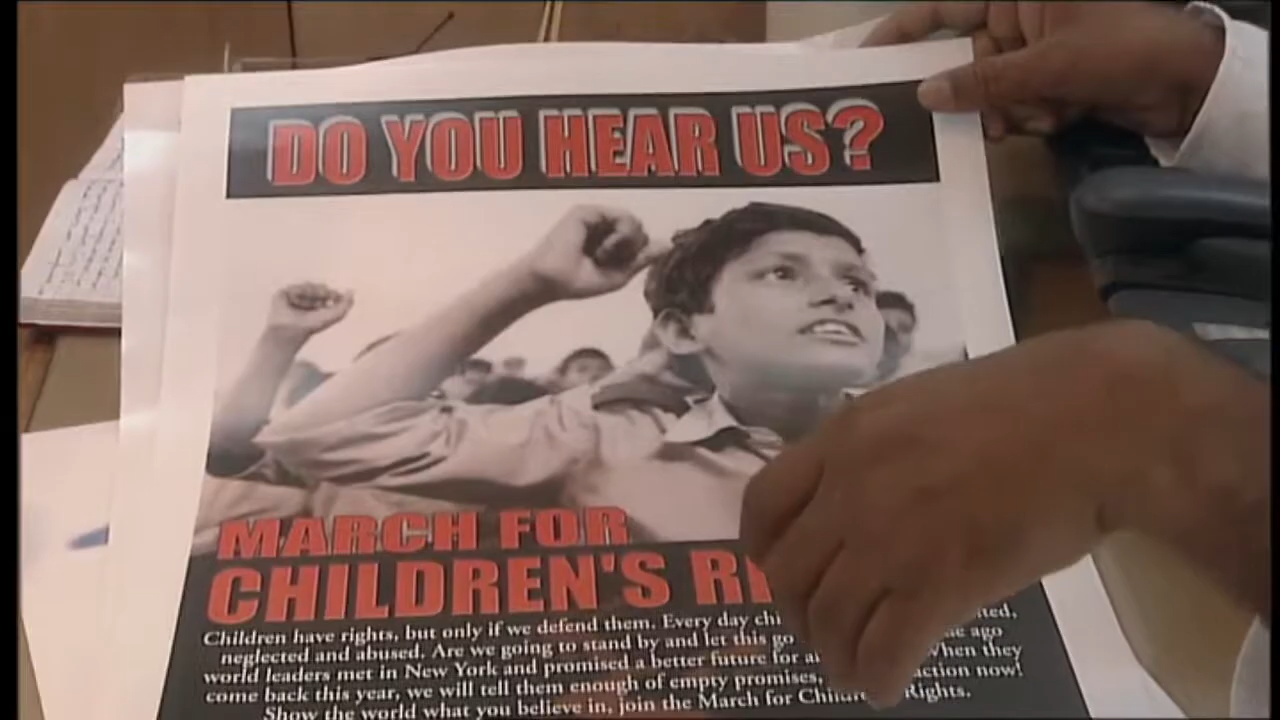 DO YOU HEAR US?
MARCH FOR
CHILDREN'S
Children have rights, but only if we defend them. Every day
neglected and abused. Are we going to stand by and let this go ago
world leaders met in New York and promised a better future for When they
come back this year, we will tell them enough of empty promises, action now!
Show the world what you believe in, join the March for Rights.